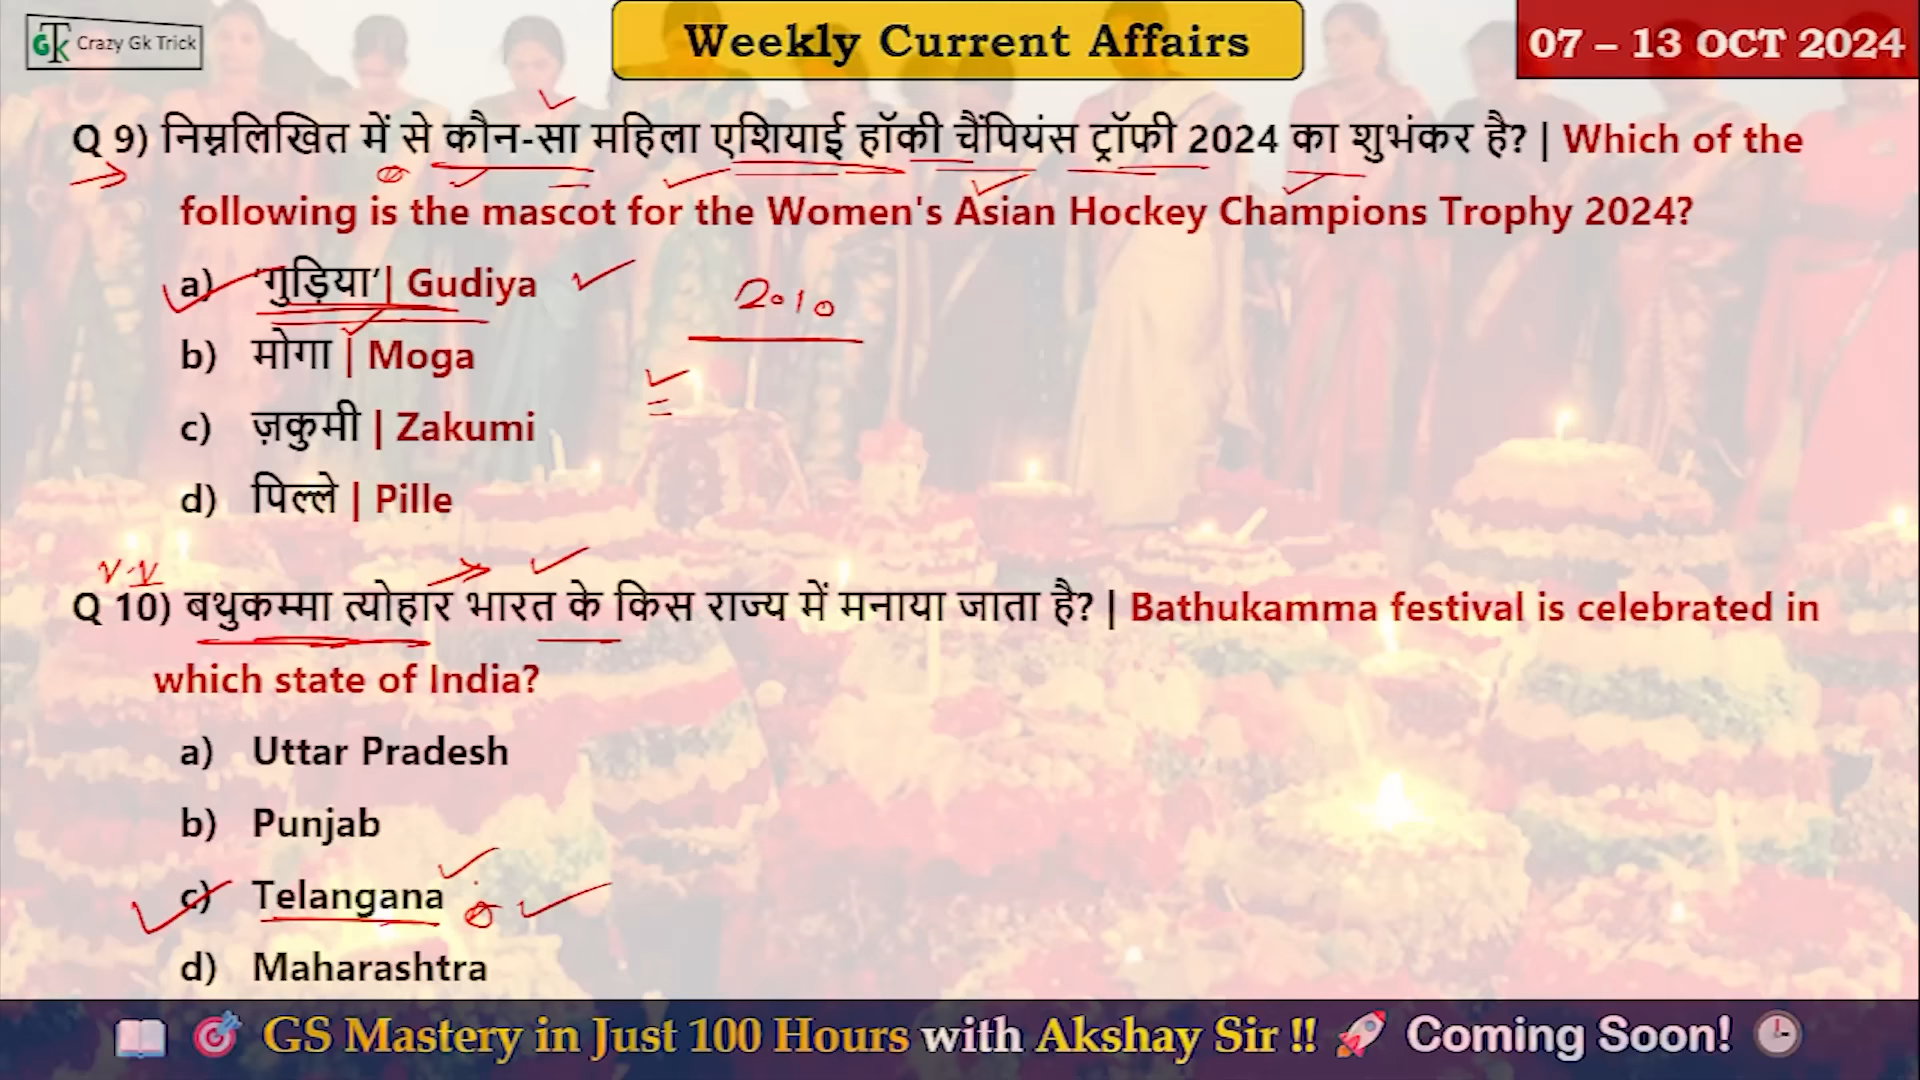 GTK Crazy Gk Trick
Weekly Current Affairs
07 – 13 OCT 2024
Q 9) निम्नलिखित में से कौन-सा महिला एशियाई हॉकी चैंपियंस ट्रॉफी 2024 का शुभंकर है? | Which of the
following is the mascot for the Women's Asian Hockey Champions Trophy 2024?
a) 'गुड़िया'| Gudiya
2010
b) मोगा | Moga
c) ज़कुमी | Zakumi
d) पिल्ले | Pille
V.V
Q 10) बथुकम्मा त्योहार भारत के किस राज्य में मनाया जाता है? | Bathukamma festival is celebrated in
which state of India?
a) Uttar Pradesh
b) Punjab
c) Telangana
d) Maharashtra
GS Mastery in Just 100 Hours with Akshay Sir !! Coming Soon!